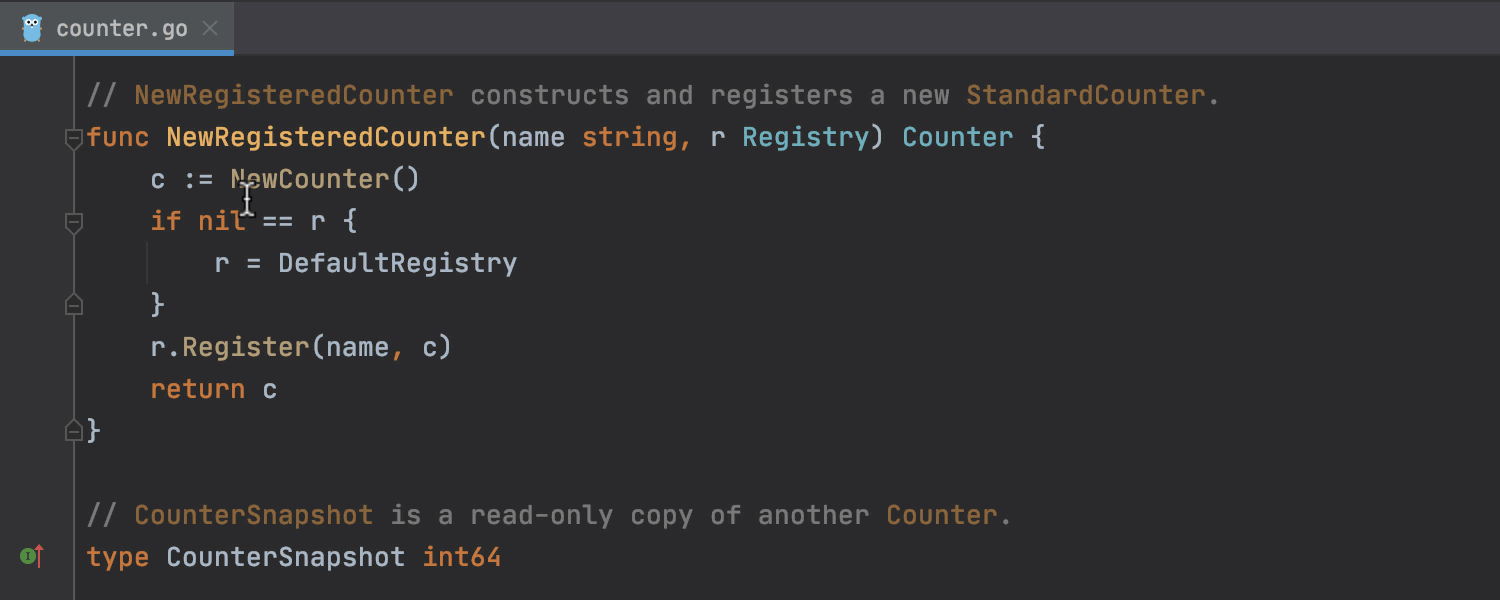 counter.go
// NewRegisteredCounter constructs and registers a new StandardCounter.
func NewRegisteredCounter(name string, r Registry) Counter {
    c := NewCounter()
    if nil == r {
        r = DefaultRegistry
    }
    r.Register(name, c)
    return c
}
// CounterSnapshot is a read-only copy of another Counter.
I
type CounterSnapshot int64